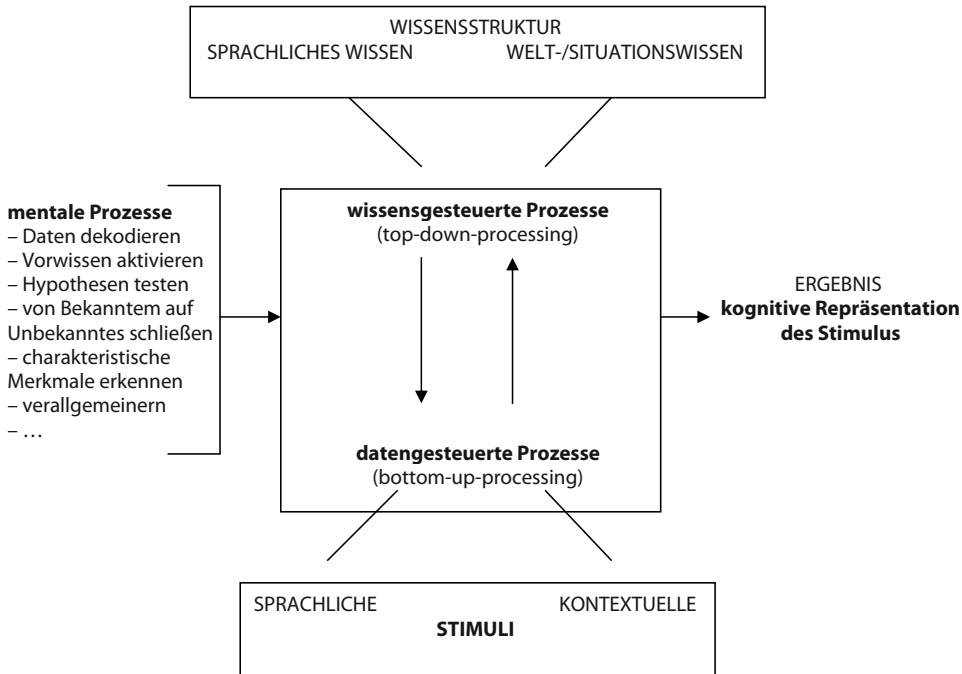 WISSENSSTRUKTUR
SPRACHLICHES WISSEN WELT-/SITUATIONSWISSEN
mentale Prozesse
– Daten dekodieren
– Vorwissen aktivieren
– Hypothesen testen
– von Bekanntem auf
Unbekanntes schließen
– charakteristische
Merkmale erkennen
– verallgemeinern
– …
wissensgesteuerte Prozesse
(top-down-processing)
datengesteuerte Prozesse
(bottom-up-processing)
ERGEBNIS
kognitive Repräsentation
des Stimulus
SPRACHLICHE KONTEXTUELLE
STIMULI